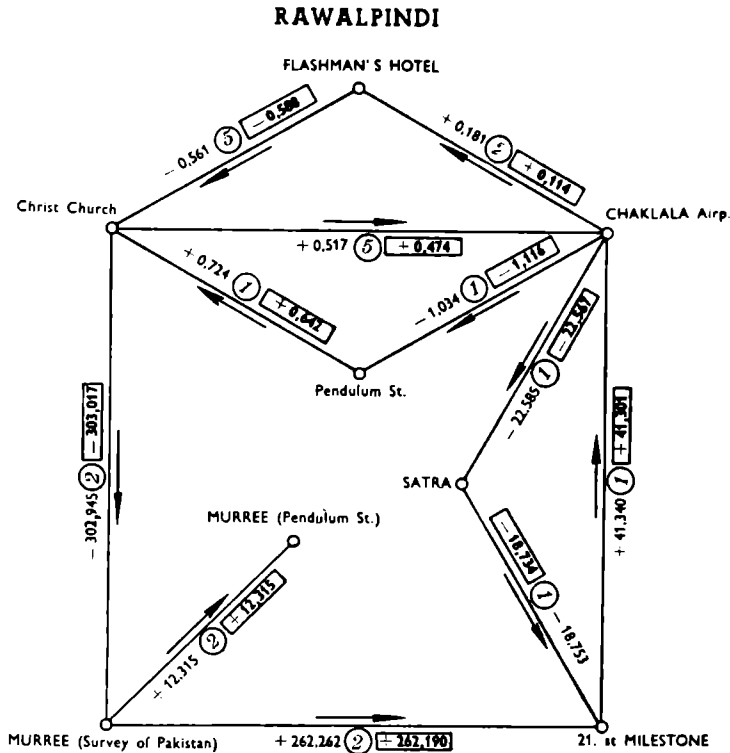 RAWALPINDI
FLASHMAN'S HOTEL
− 0,561 (5) − 0,588
+ 0,181 (2) + 0,114
Christ Church
CHAKLALA Airp.
+ 0,517 (5) + 0,474
+ 0,724 (1) + 0,642
− 1,034 (1) − 1,116
Pendulum St.
− 22,585 (1) − 22,567
− 302,945 (2) − 303,017
+ 41,340 (1) + 41,301
SATRA
MURREE (Pendulum St.)
− 18,734 (1) − 18,753
+ 12,315 (2) + 12,315
MURREE (Survey of Pakistan)
+ 262,262 (2) + 262,190
21. st MILESTONE